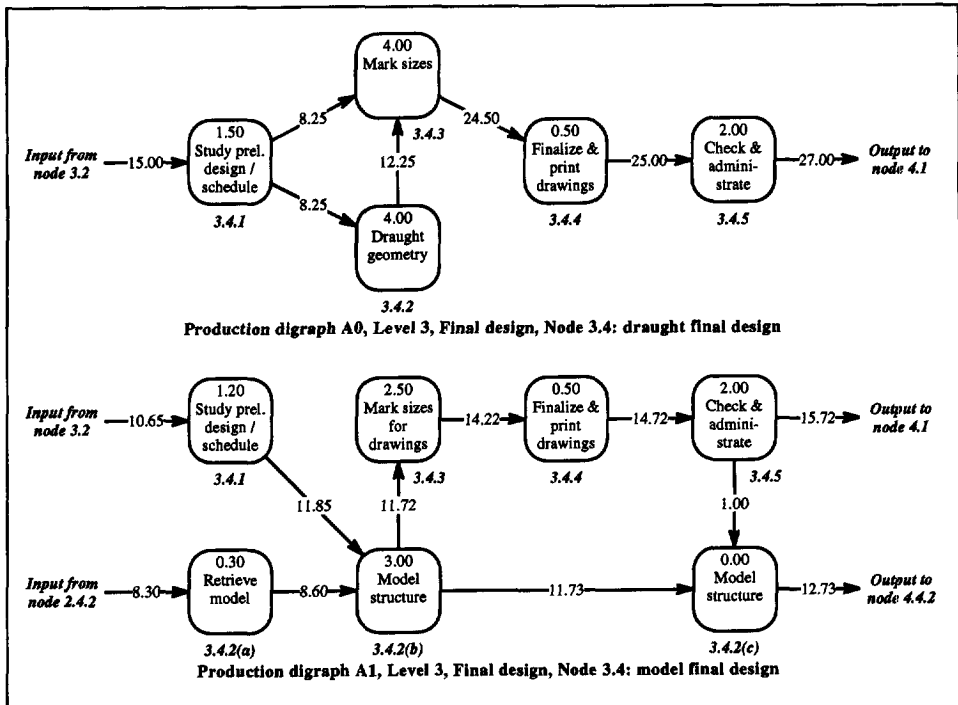 4.00
Mark sizes
3.4.3
8.25
24.50
1.50
Study prel.
design /
schedule
3.4.1
Input from
node 3.2
15.00
12.25
0.50
Finalize &
print
drawings
3.4.4
25.00
2.00
Check &
admini-
strate
3.4.5
27.00
Output to
node 4.1
8.25
4.00
Draught
geometry
3.4.2
Production digraph A0, Level 3, Final design, Node 3.4: draught final design
Input from
node 3.2
10.65
1.20
Study prel.
design /
schedule
3.4.1
2.50
Mark sizes
for
drawings
3.4.3
14.22
0.50
Finalize &
print
drawings
3.4.4
14.72
2.00
Check &
admini-
strate
3.4.5
15.72
Output to
node 4.1
11.85
11.72
1.00
Input from
node 2.4.2
8.30
0.30
Retrieve
model
3.4.2(a)
8.60
3.00
Model
structure
3.4.2(b)
11.73
0.00
Model
structure
3.4.2(c)
12.73
Output to
node 4.4.2
Production digraph A1, Level 3, Final design, Node 3.4: model final design